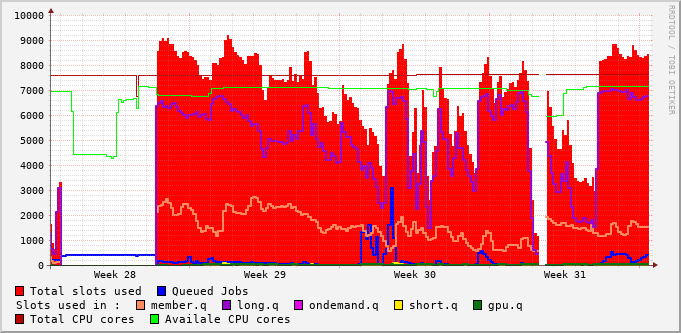 10000
9000
8000
7000
6000
5000
4000
3000
2000
1000
0
Week 28 Week 29 Week 30 Week 31
Total slots used Queued Jobs
Slots used in : member.q long.q ondemand.q short.q gpu.q
Total CPU cores Availale CPU cores
RRDTOOL / TOBI OETIKER